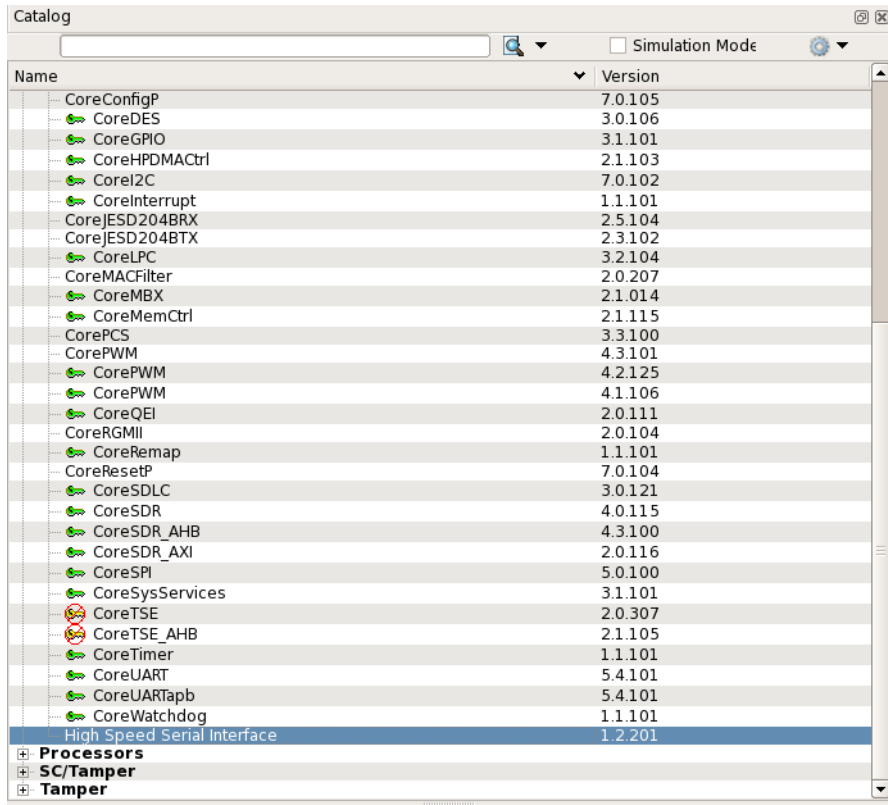 Catalog
Simulation Mode
Name Version
CoreConfigP 7.0.105
CoreDES 3.0.106
CoreGPIO 3.1.101
CoreHPDMACtrl 2.1.103
CoreI2C 7.0.102
CoreInterrupt 1.1.101
CoreJESD204BRX 2.5.104
CoreJESD204BTX 2.3.102
CoreLPC 3.2.104
CoreMACFilter 2.0.207
CoreMBX 2.1.014
CoreMemCtrl 2.1.115
CorePCS 3.3.100
CorePWM 4.3.101
CorePWM 4.2.125
CorePWM 4.1.106
CoreQEI 2.0.111
CoreRGMII 2.0.104
CoreRemap 1.1.101
CoreResetP 7.0.104
CoreSDLC 3.0.121
CoreSDR 4.0.115
CoreSDR_AHB 4.3.100
CoreSDR_AXI 2.0.116
CoreSPI 5.0.100
CoreSysServices 3.1.101
CoreTSE 2.0.307
CoreTSE_AHB 2.1.105
CoreTimer 1.1.101
CoreUART 5.4.101
CoreUARTapb 5.4.101
CoreWatchdog 1.1.101
High Speed Serial Interface 1.2.201
Processors
SC/Tamper
Tamper